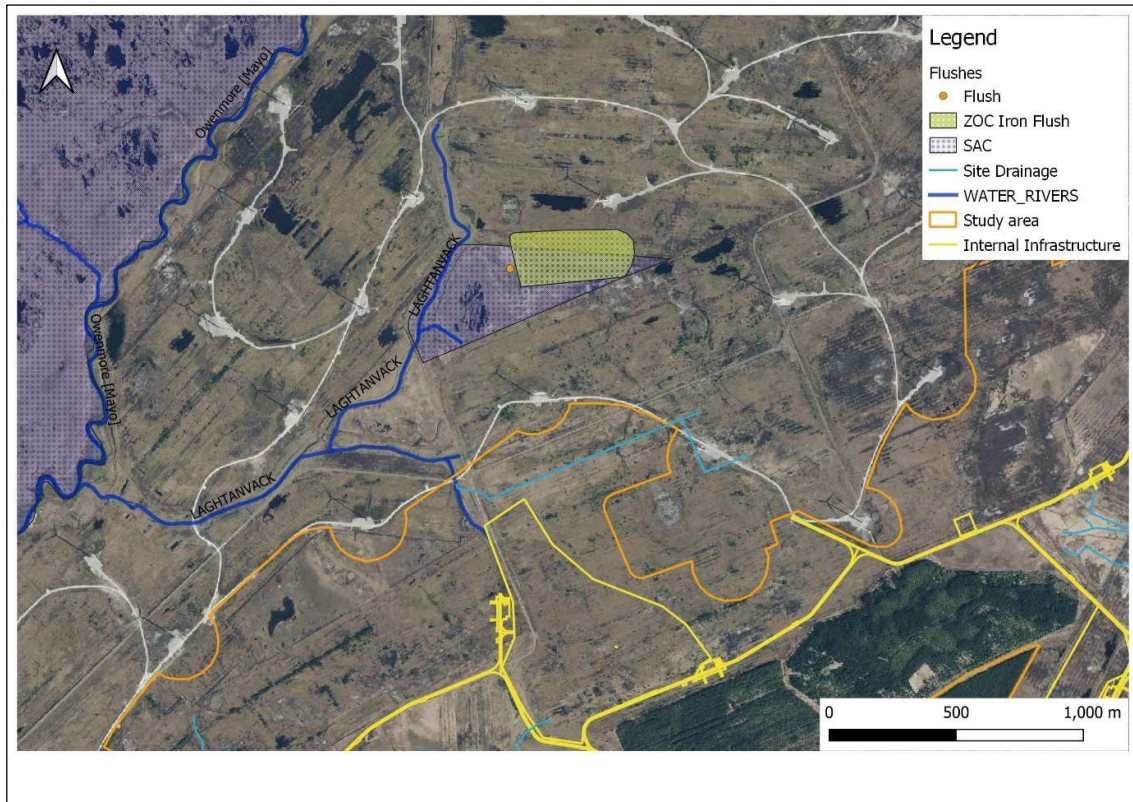 Owenmore [Mayo]
Owenmore [Mayo]
LAGHTANVACK
LAGHTANVACK
LAGHTANVACK
Legend
Flushes
Flush
ZOC Iron Flush
SAC
Site Drainage
WATER_RIVERS
Study area
Internal Infrastructure
0 500 1,000 m